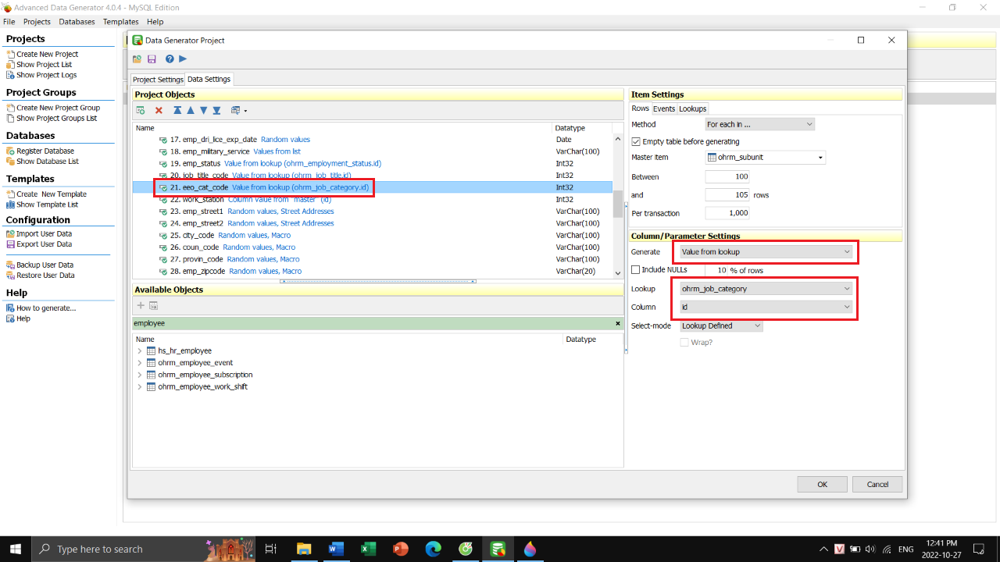 Advanced Data Generator 4.0.4 - MySQL Edition
File Projects Databases Templates Help
Projects
Create New Project
Show Project List
Show Project Logs
Project Groups
Create New Project Group
Show Project Groups List
Databases
Register Database
Show Database List
Templates
Create New Template
Show Template List
Configuration
Import User Data
Export User Data
Backup User Data
Restore User Data
Help
How to generate...
Help
Data Generator Project
Project Settings Data Settings
Project Objects
Name Datatype
17. emp_dri_lice_exp_date Random values Date
18. emp_military_service Values from list VarChar(100)
19. emp_status Value from lookup (ohrm_employment_status.id) Int32
20. job_title_code Value from lookup (ohrm_job_title.id) Int32
21. eeo_cat_code Value from lookup (ohrm_job_category.id) Int32
22. work_station Column value from "master" (id) Int32
23. emp_street1 Random values, Street Addresses VarChar(100)
24. emp_street2 Random values, Street Addresses VarChar(100)
25. city_code Random values, Macro VarChar(100)
26. coun_code Random values, Macro VarChar(100)
27. provin_code Random values, Macro VarChar(100)
28. emp_zipcode Random values, Macro VarChar(20)
Available Objects
employee
Name Datatype
hs_hr_employee
ohrm_employee_event
ohrm_employee_subscription
ohrm_employee_work_shift
Item Settings
Rows Events Lookups
Method For each in ...
Empty table before generating
Master item ohrm_subunit
Between 100
and 105 rows
Per transaction 1,000
Column/Parameter Settings
Generate Value from lookup
Include NULLs 10 % of rows
Lookup ohrm_job_category
Column id
Select-mode Lookup Defined
Wrap?
OK Cancel
Type here to search
ENG
12:41 PM
2022-10-27